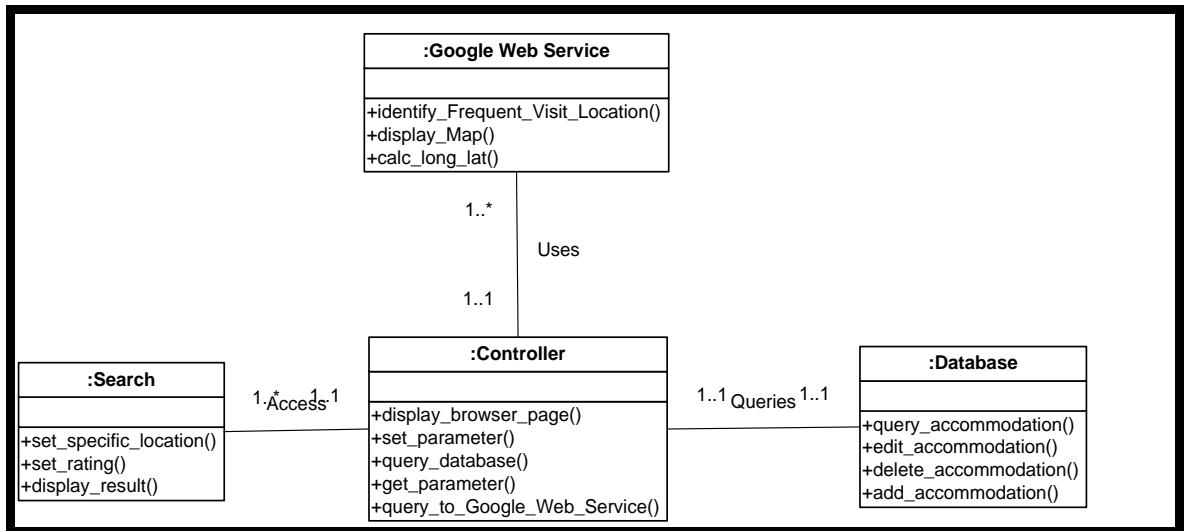 :Google Web Service
+identify_Frequent_Visit_Location()
+display_Map()
+calc_long_lat()
1..*
Uses
1..1
:Search
+set_specific_location()
+set_rating()
+display_result()
1..*
Access
1..1
:Controller
+display_browser_page()
+set_parameter()
+query_database()
+get_parameter()
+query_to_Google_Web_Service()
1..1
Queries
1..1
:Database
+query_accommodation()
+edit_accommodation()
+delete_accommodation()
+add_accommodation()